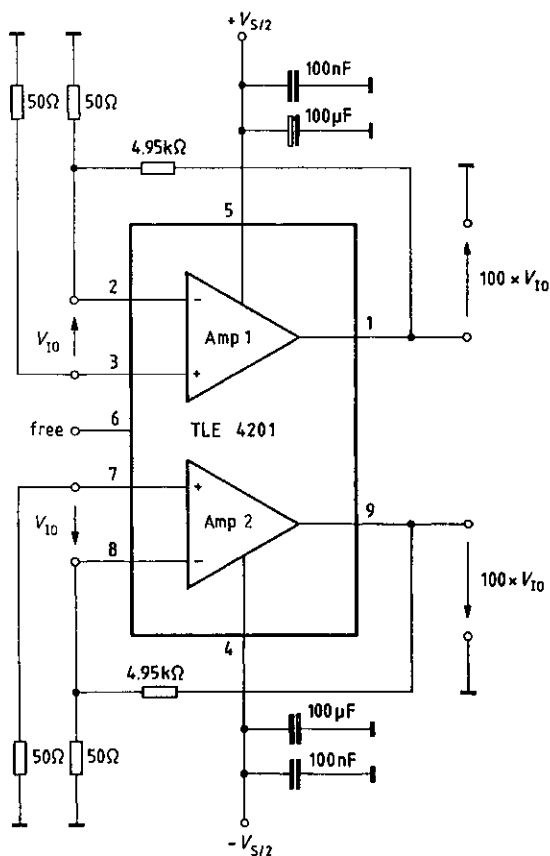 +V_S/2
100nF
50Ω
50Ω
100µF
4.95kΩ
5
2
-
1
100 × V_IO
V_IO
Amp 1
3
+
free
6
TLE 4201
7
+
9
V_IO
Amp 2
8
-
100 × V_IO
4
4.95kΩ
100µF
50Ω
50Ω
100nF
-V_S/2